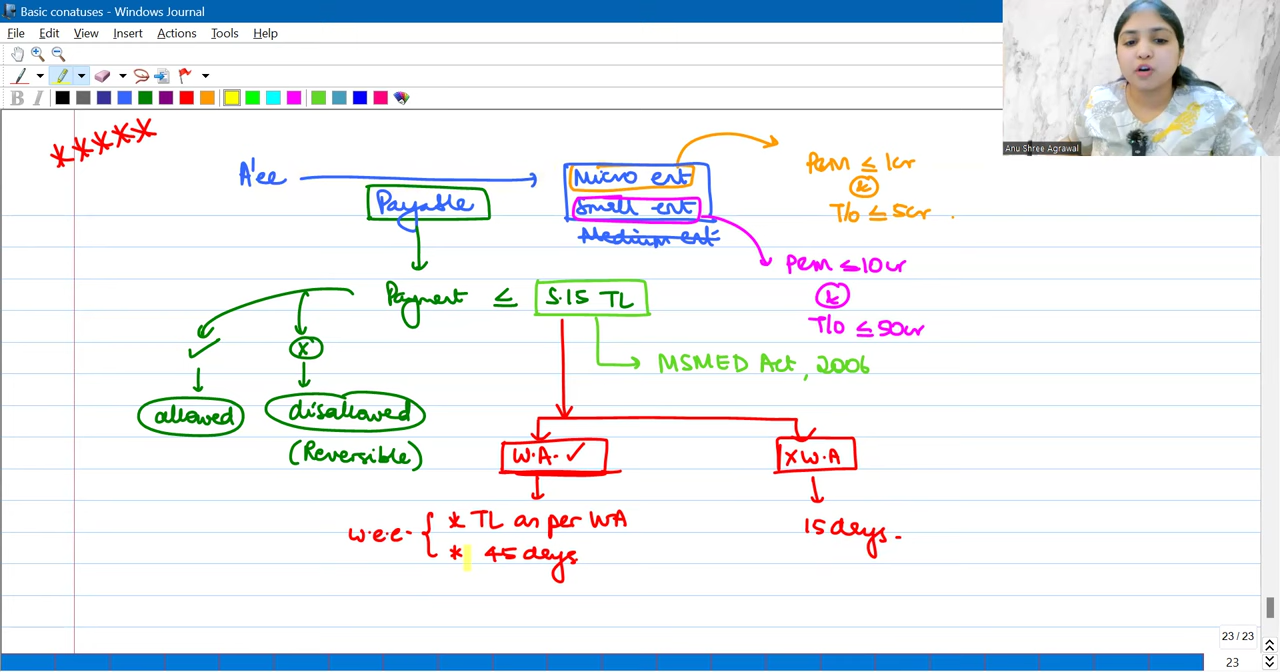 Basic conatuses - Windows Journal
File Edit View Insert Actions Tools Help
B I
Anu Shree Agrawal
*****
A'ee
Payable
Micro ent
Small ent
Medium ent
P&M ≤ 1cr
&
T/o ≤ 5cr
P&M ≤ 10cr
&
T/o ≤ 50cr
Payment ≤ S.15 TL
MSMED Act, 2006
✓ X
allowed disallowed
(Reversible)
W.A. ✓ X W.A
w.e.e. { * TL as per WA
* 45 days
15 days.
23 / 23
23